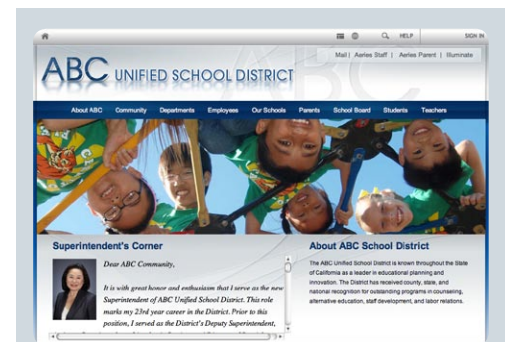 HELP SIGN IN
Mail | Aeries Staff | Aeries Parent | Illuminate
ABC UNIFIED SCHOOL DISTRICT
About ABC Community Departments Employees Our Schools Parents School Board Students Teachers
Superintendent's Corner
Dear ABC Community,
It is with great honor and enthusiasm that I serve as the new
Superintendent of ABC Unified School District. This role
marks my 23rd year career in the District. Prior to this
position, I served as the District's Deputy Superintendent,
About ABC School District
The ABC Unified School District is known throughout the State
of California as a leader in educational planning and
innovation. The District has received county, state, and
national recognition for outstanding programs in counseling,
alternative education, staff development, and labor relations.